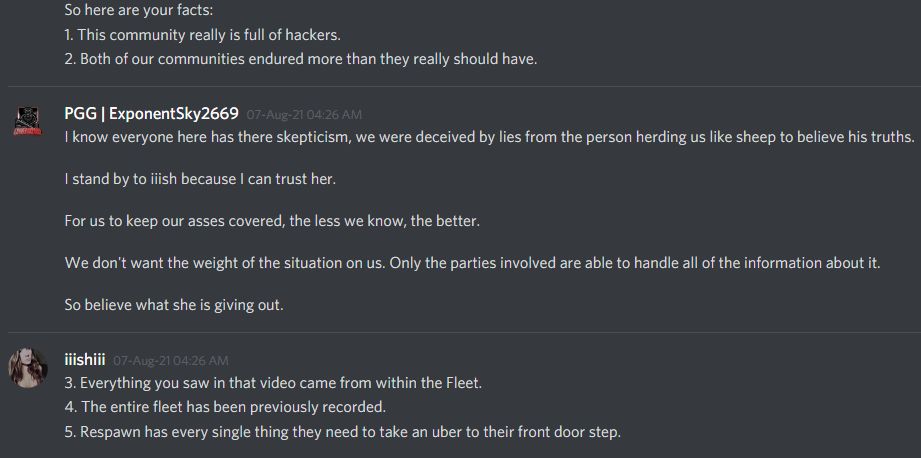 So here are your facts:
1. This community really is full of hackers.
2. Both of our communities endured more than they really should have.
PGG | ExponentSky2669 07-Aug-21 04:26 AM
I know everyone here has there skepticism, we were deceived by lies from the person herding us like sheep to believe his truths.
I stand by to iiish because I can trust her.
For us to keep our asses covered, the less we know, the better.
We don't want the weight of the situation on us. Only the parties involved are able to handle all of the information about it.
So believe what she is giving out.
iiishiii 07-Aug-21 04:26 AM
3. Everything you saw in that video came from within the Fleet.
4. The entire fleet has been previously recorded.
5. Respawn has every single thing they need to take an uber to their front door step.